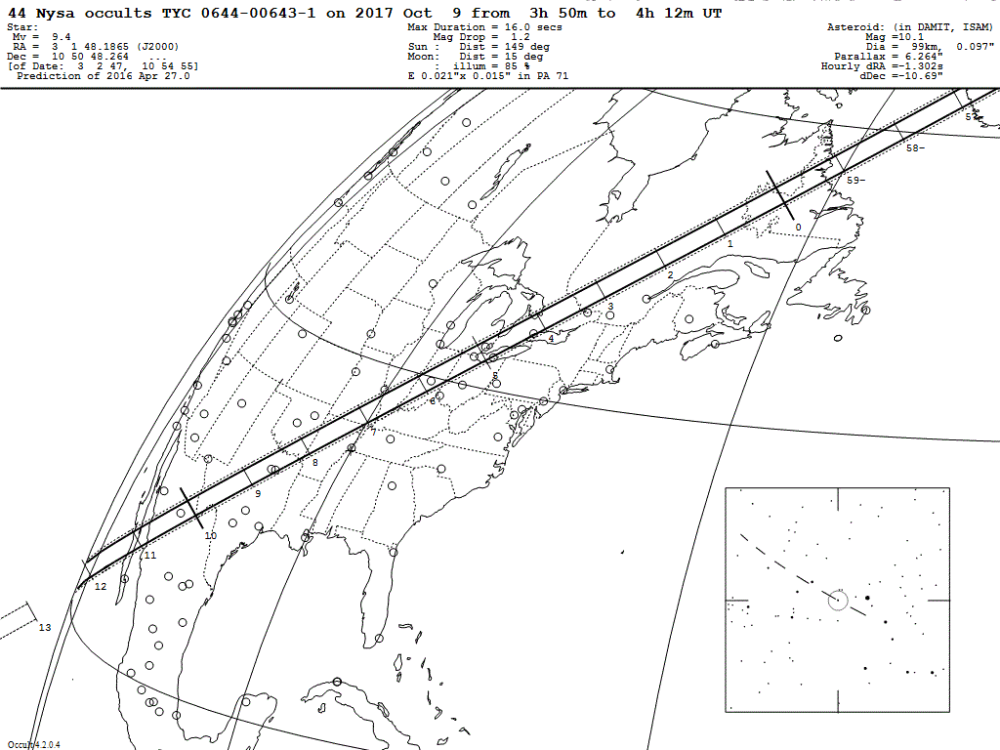 44 Nysa occults TYC 0644-00643-1 on 2017 Oct  9 from  3h 50m to  4h 12m UT
Star:
Mv =  9.4
RA =  3  1 48.1865 (J2000)
Dec = 10 50 48.264  ...
[of Date:  3  2 47,  10 54 55]
Prediction of 2016 Apr 27.0
Max Duration = 16.0 secs
Mag Drop =  1.2
Sun :   Dist = 149 deg
Moon:   Dist = 15 deg
:  illum = 85 %
E 0.021"x 0.015" in PA 71
Asteroid:  (in DAMIT, ISAM)
Mag =10.1
Dia =  99km,  0.097"
Parallax = 6.264"
Hourly dRA =-1.302s
dDec =-10.69"
58-
59-
0
1
2
3
4
5
6
7
8
9
10
11
12
13
Occult 4.2.0.4